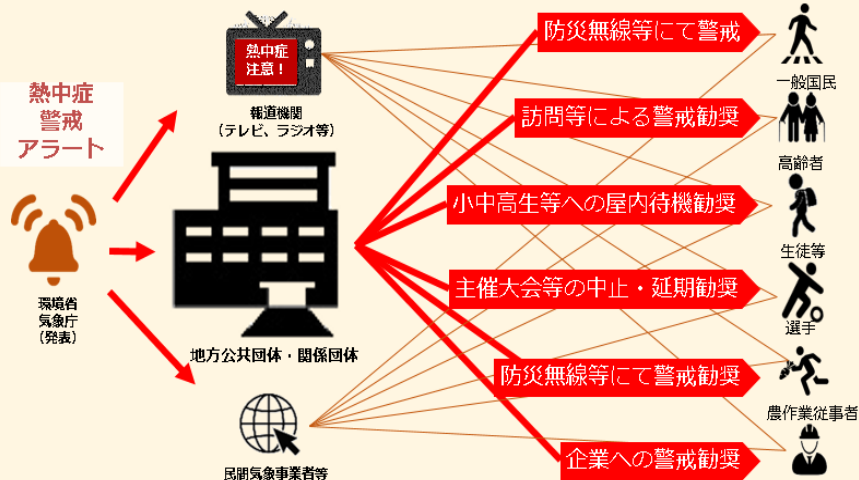 熱中症
警戒
アラート
環境省
気象庁
（発表）
熱中症
注意！
報道機関
（テレビ、ラジオ等）
地方公共団体・関係団体
民間気象事業者等
防災無線等にて警戒
訪問等による警戒勧奨
小中高生等への屋内待機勧奨
主催大会等の中止・延期勧奨
防災無線等にて警戒勧奨
企業への警戒勧奨
一般国民
高齢者
生徒等
選手
農作業従事者